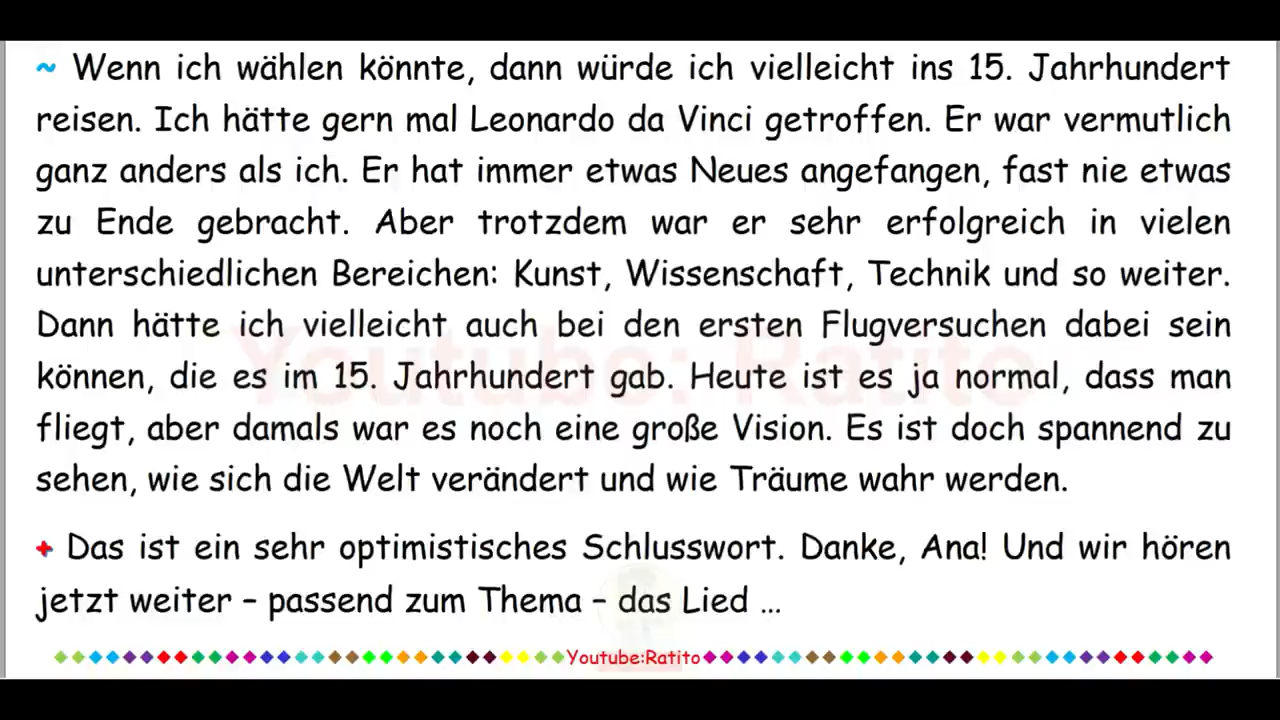 ~ Wenn ich wählen könnte, dann würde ich vielleicht ins 15. Jahrhundert
reisen. Ich hätte gern mal Leonardo da Vinci getroffen. Er war vermutlich
ganz anders als ich. Er hat immer etwas Neues angefangen, fast nie etwas
zu Ende gebracht. Aber trotzdem war er sehr erfolgreich in vielen
unterschiedlichen Bereichen: Kunst, Wissenschaft, Technik und so weiter.
Dann hätte ich vielleicht auch bei den ersten Flugversuchen dabei sein
Youtube: Ratito
können, die es im 15. Jahrhundert gab. Heute ist es ja normal, dass man
fliegt, aber damals war es noch eine große Vision. Es ist doch spannend zu
sehen, wie sich die Welt verändert und wie Träume wahr werden.
+ Das ist ein sehr optimistisches Schlusswort. Danke, Ana! Und wir hören
jetzt weiter – passend zum Thema – das Lied ...
Youtube:Ratito